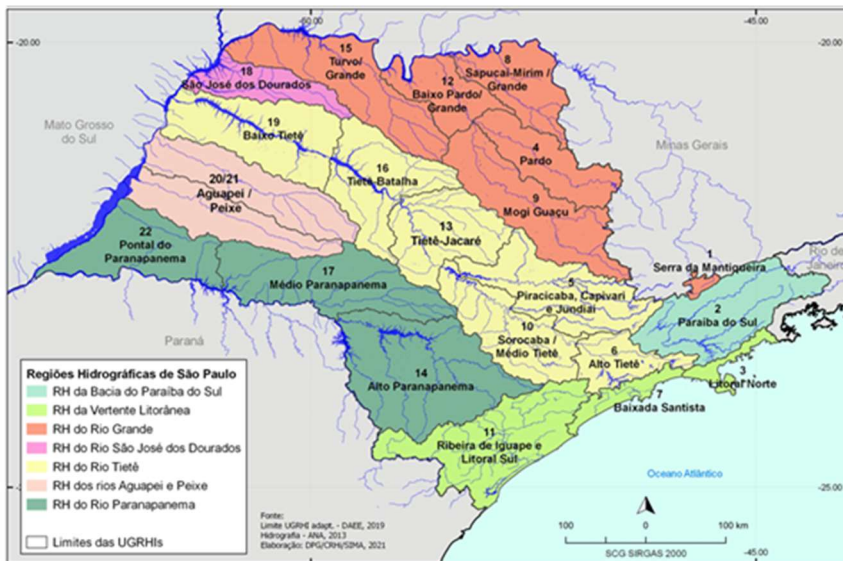 -50.00
-45.00
-20.00
-20.00
15
Turvo/
Grande
8
Sapucaí-Mirim /
Grande
18
São José dos Dourados
12
Baixo Pardo/
Grande
Mato Grosso
do Sul
19
Baixo Tietê
Minas Gerais
4
Pardo
16
Tietê-Batalha
20/21
Aguapeí /
Peixe
9
Mogi Guaçu
13
Tietê-Jacaré
22
Pontal do
Paranapanema
1
Serra da Mantiqueira
Rio de
Janeiro
17
Médio Paranapanema
5
Piracicaba, Capivari
e Jundiaí
2
Paraíba do Sul
10
Sorocaba /
Médio Tietê
Paraná
6
Alto Tietê
14
Alto Paranapanema
3
Litoral Norte
7
Baixada Santista
11
Ribeira de Iguape e
Litoral Sul
Oceano Atlântico
Regiões Hidrográficas de São Paulo
RH da Bacia do Paraíba do Sul
RH da Vertente Litorânea
RH do Rio Grande
RH do Rio São José dos Dourados
RH do Rio Tietê
RH dos rios Aguapeí e Peixe
RH do Rio Paranapanema
Limites das UGRHIs
Fonte:
Limite UGRHI adapt. - DAEE, 2019
Hidrografia - ANA, 2013
Elaboração: DPG/CRHi/SIMA, 2021
-25.00
100 0 100 km
SCG SIRGAS 2000
-45.00